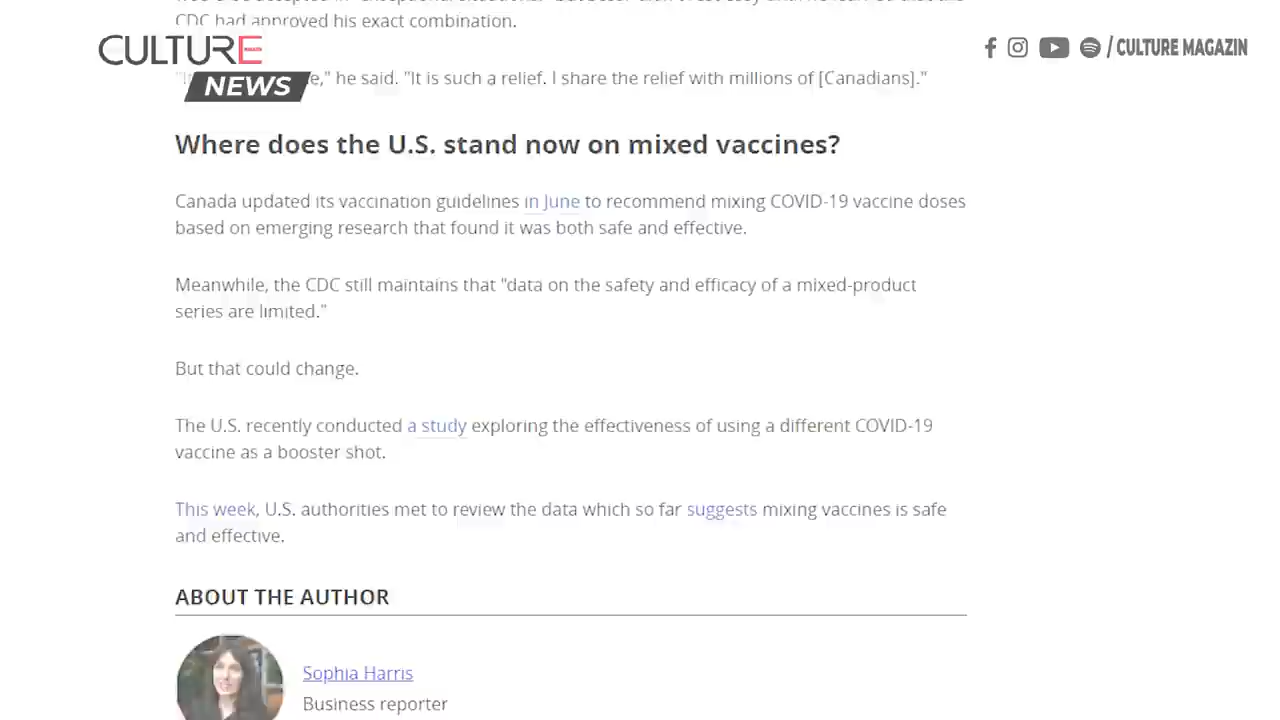 CDC had approved his exact combination.
CULTURE
/ CULTURE MAGAZIN
NEWS
e," he said. "It is such a relief. I share the relief with millions of [Canadians]."
Where does the U.S. stand now on mixed vaccines?
Canada updated its vaccination guidelines in June to recommend mixing COVID-19 vaccine doses
based on emerging research that found it was both safe and effective.
Meanwhile, the CDC still maintains that "data on the safety and efficacy of a mixed-product
series are limited."
But that could change.
The U.S. recently conducted a study exploring the effectiveness of using a different COVID-19
vaccine as a booster shot.
This week, U.S. authorities met to review the data which so far suggests mixing vaccines is safe
and effective.
ABOUT THE AUTHOR
Sophia Harris
Business reporter